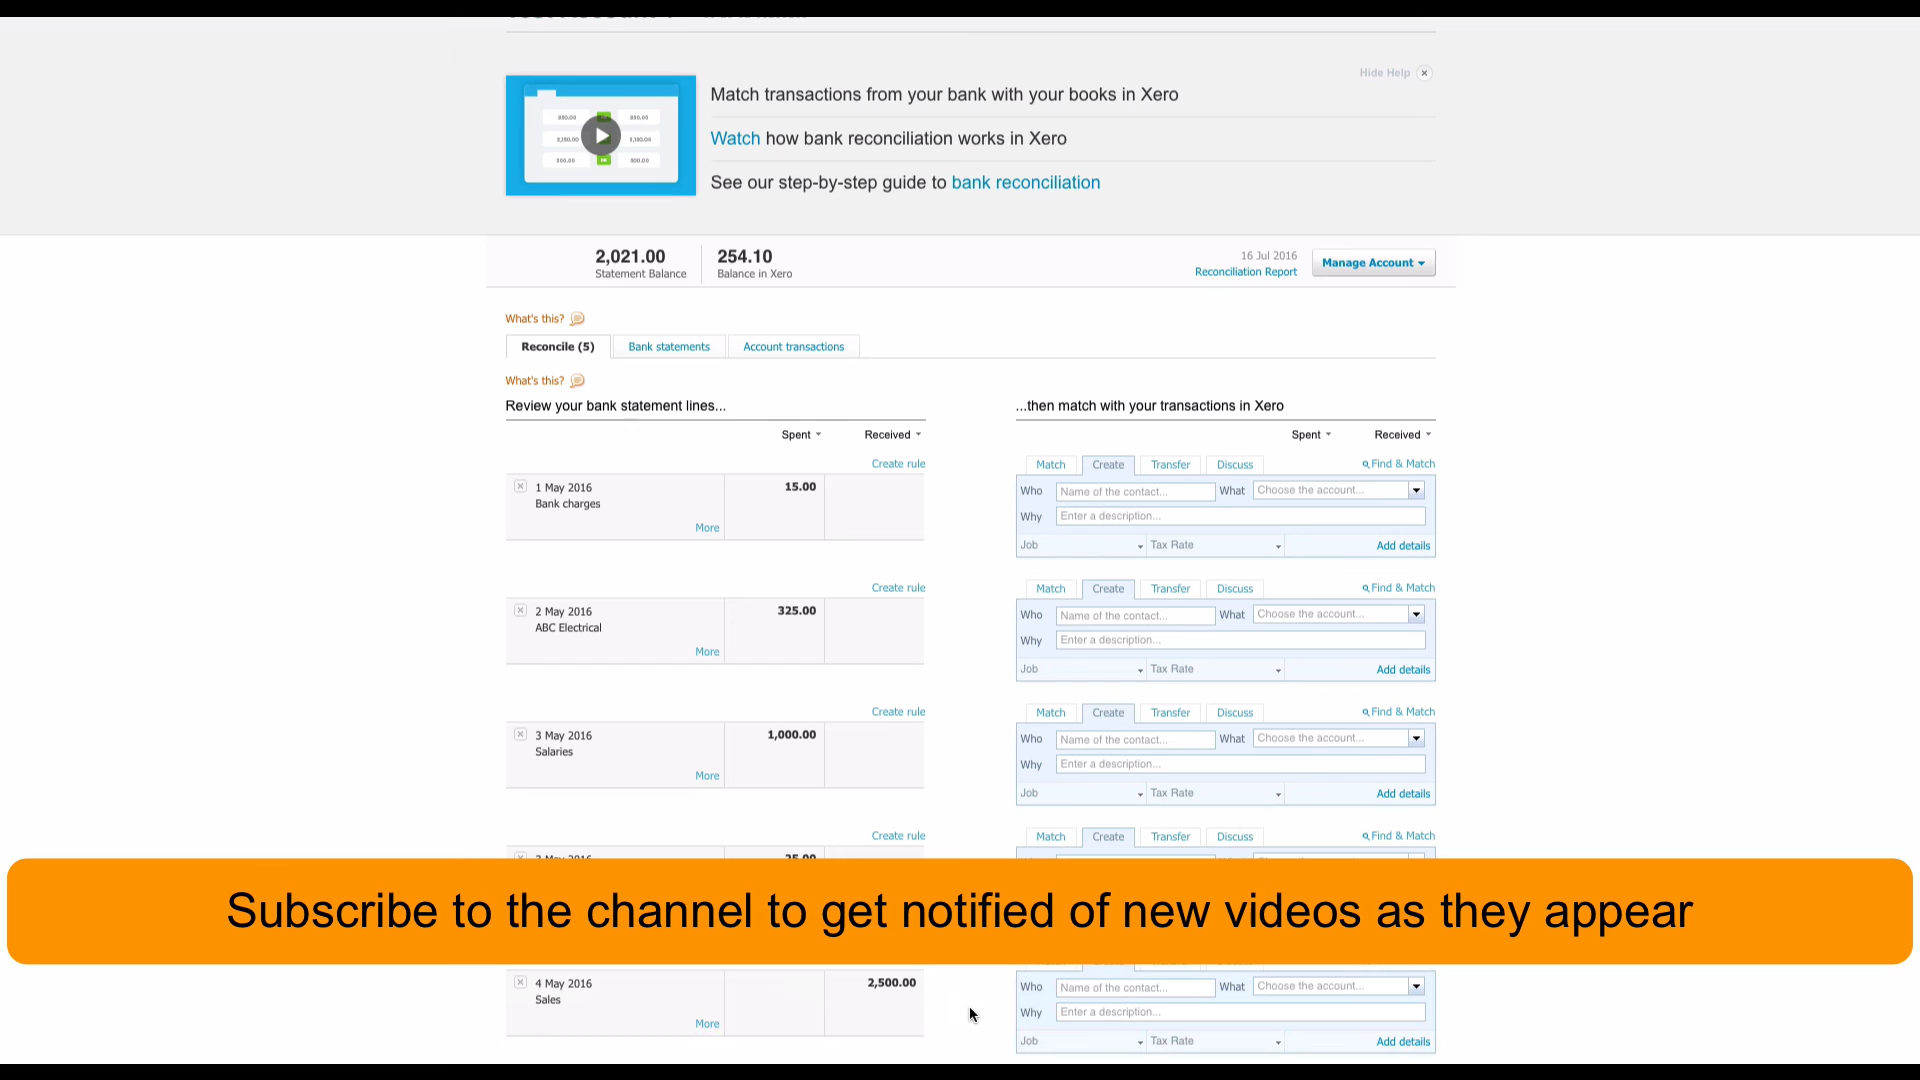 Hide Help
Match transactions from your bank with your books in Xero
Watch how bank reconciliation works in Xero
See our step-by-step guide to bank reconciliation
2,021.00
Statement Balance
254.10
Balance in Xero
16 Jul 2016
Reconciliation Report
Manage Account
What's this?
Reconcile (5) Bank statements Account transactions
What's this?
Review your bank statement lines...
...then match with your transactions in Xero
Spent Received
Spent Received
Create rule
Match Create Transfer Discuss Find & Match
1 May 2016 15.00
Bank charges
More
Who Name of the contact... What Choose the account...
Why Enter a description...
Job Tax Rate Add details
Create rule
Match Create Transfer Discuss Find & Match
2 May 2016 325.00
ABC Electrical
More
Who Name of the contact... What Choose the account...
Why Enter a description...
Job Tax Rate Add details
Create rule
Match Create Transfer Discuss Find & Match
3 May 2016 1,000.00
Salaries
More
Who Name of the contact... What Choose the account...
Why Enter a description...
Job Tax Rate Add details
Create rule
Match Create Transfer Discuss Find & Match
Subscribe to the channel to get notified of new videos as they appear
4 May 2016 2,500.00
Sales
More
Who Name of the contact... What Choose the account...
Why Enter a description...
Job Tax Rate Add details